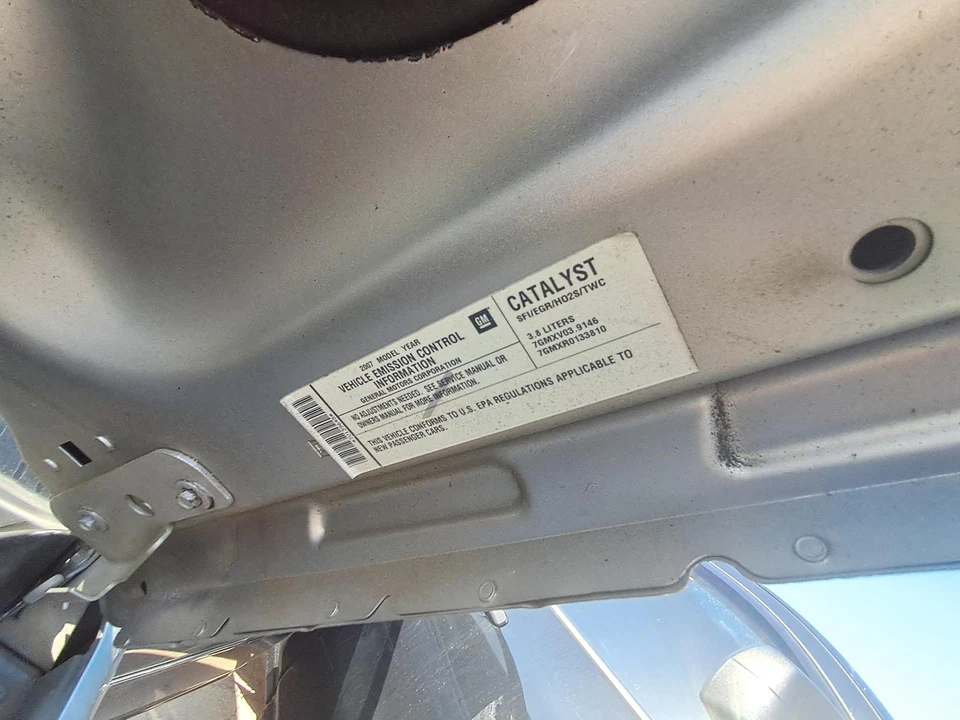 2007 MODEL YEAR
VEHICLE EMISSION CONTROL
INFORMATION
GENERAL MOTORS CORPORATION
GM
CATALYST
SFI/EGR/HO2S/TWC
3.8 LITERS
7GMXV03.9146
7GMXR0133810
NO ADJUSTMENTS NEEDED. SEE SERVICE MANUAL OR
OWNERS MANUAL FOR MORE INFORMATION.
THIS VEHICLE CONFORMS TO U.S. EPA REGULATIONS APPLICABLE TO
NEW PASSENGER CARS.